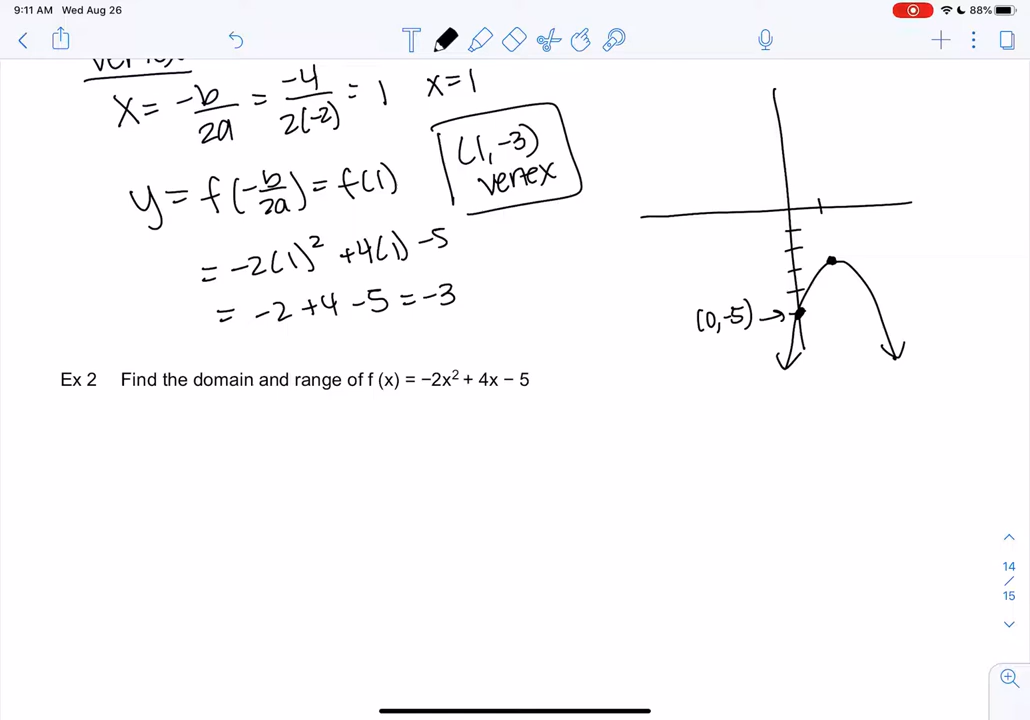 9:11 AM Wed Aug 26
88%
vertex
x = -b/2a = -4/2(-2) = 1 x=1
(1,-3)
vertex
y = f(-b/2a) = f(1)
= -2(1)² +4(1) -5
= -2 +4 -5 = -3
(0,-5) →
Ex 2 Find the domain and range of f (x) = −2x² + 4x − 5
14
/
15